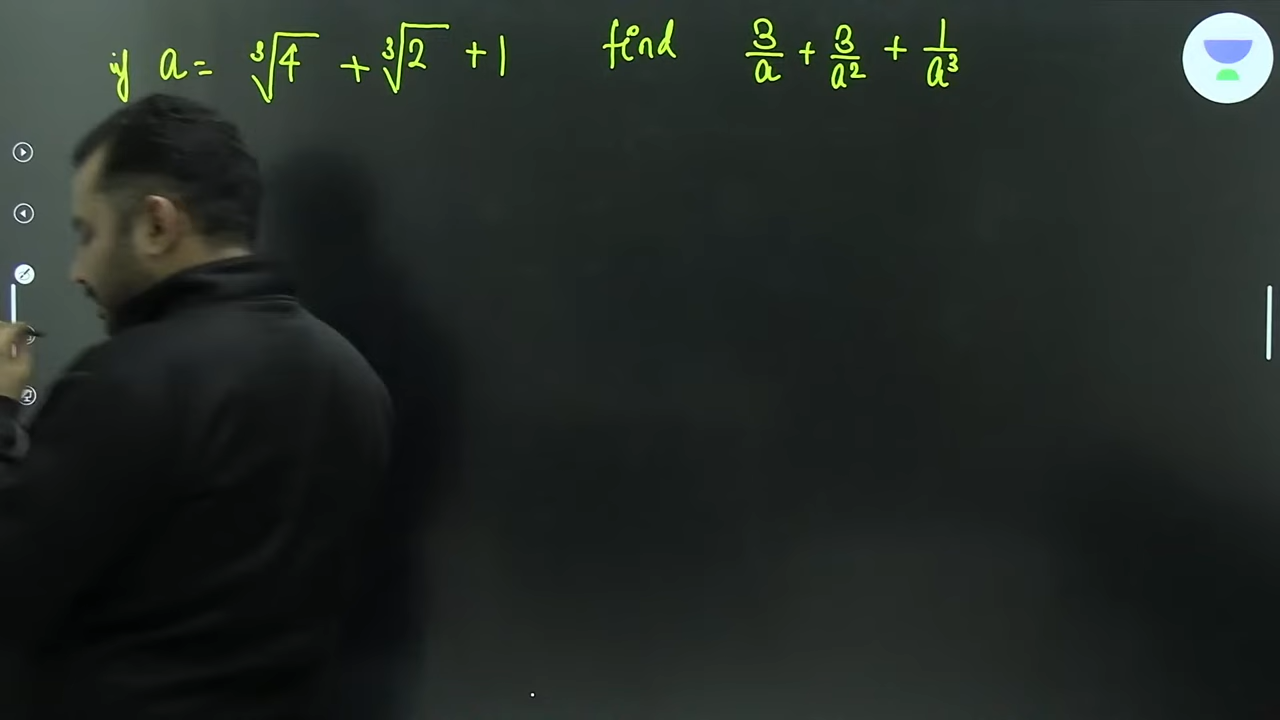 if a = ∛4 + ∛2 + 1 find 3/a + 3/a² + 1/a³